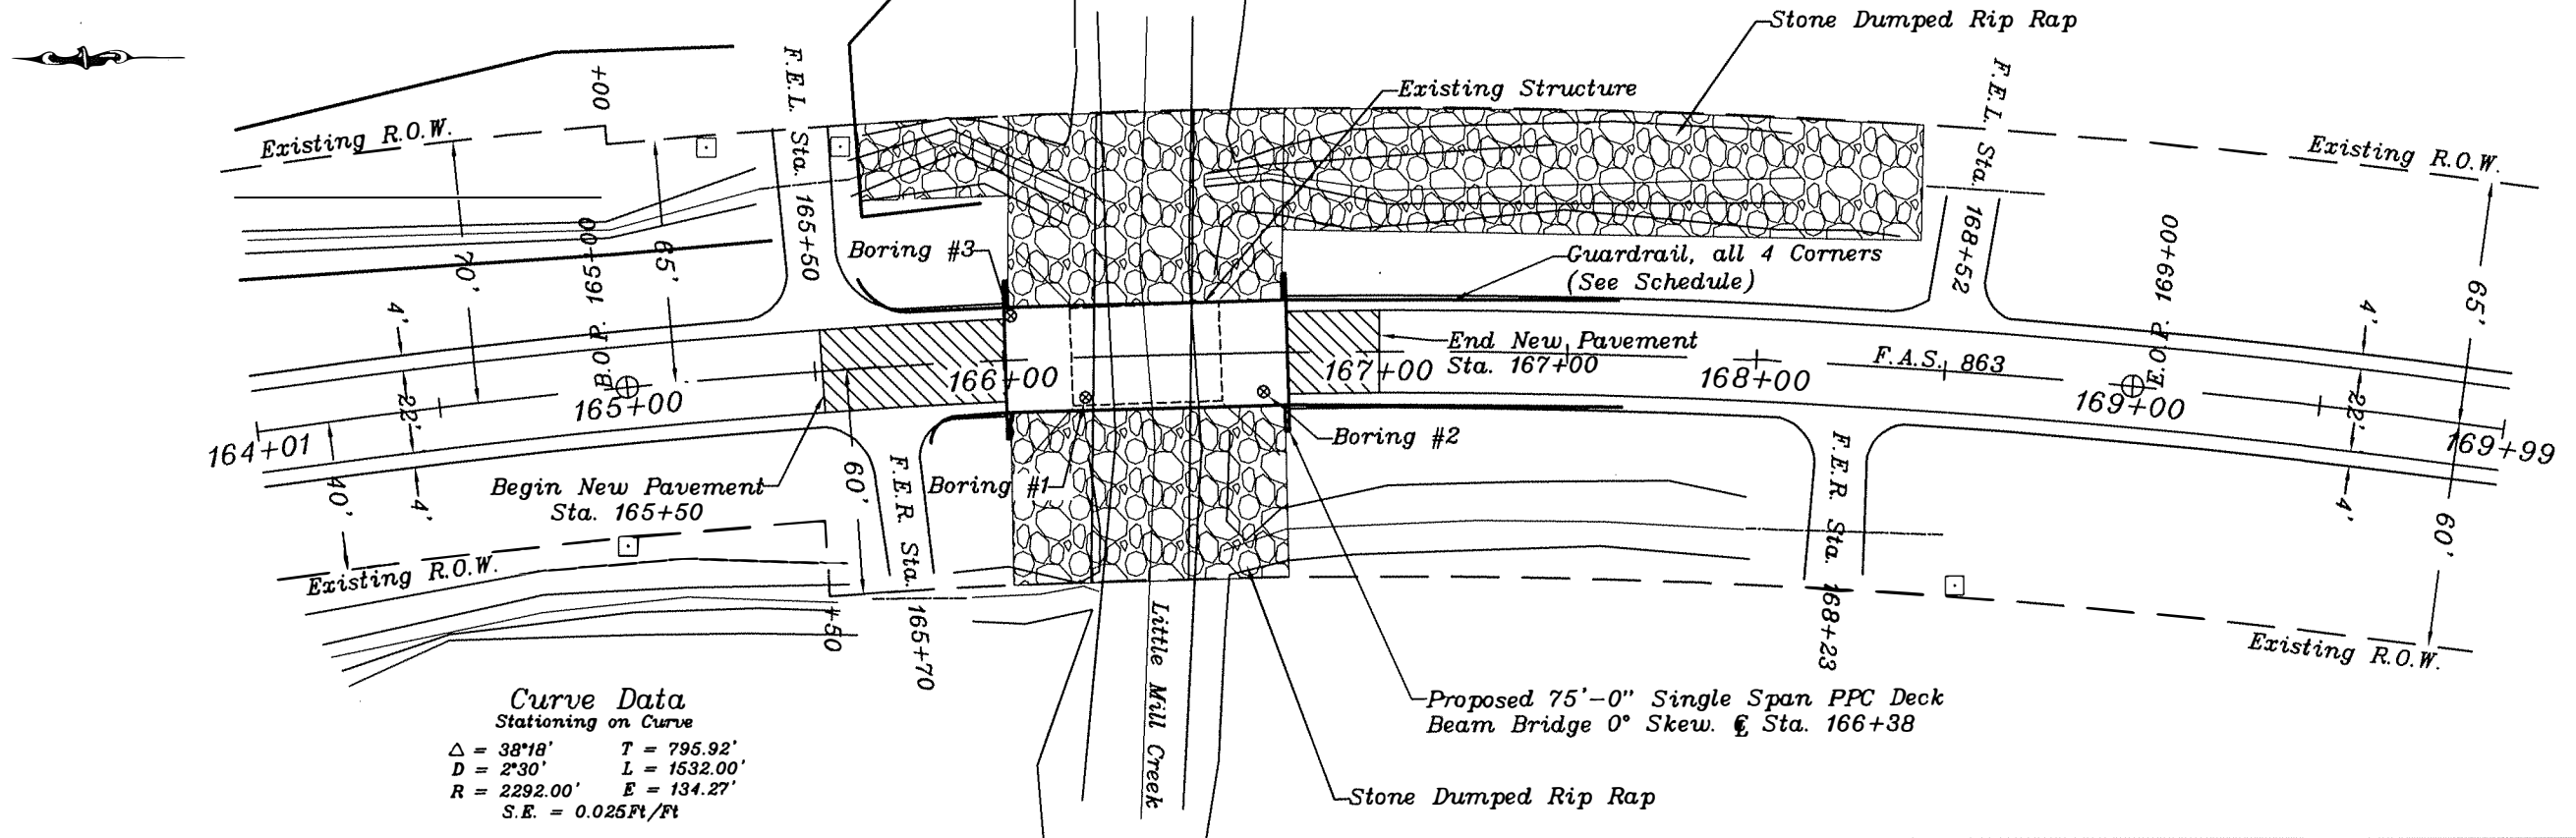 Stone Dumped Rip Rap
+00
F.E.L. Sta. 165+50
Existing Structure
F.E.L. Sta. 168+52
Existing R.O.W.
Existing R.O.W.
70'
65'
B.O.P. 165+00
Boring #3
Guardrail, all 4 Corners
(See Schedule)
E.O.P. 169+00
65'
4'
4'
End New Pavement
Sta. 167+00
F.A.S. 863
166+00
167+00
168+00
165+00
169+00
22'
22'
164+01
169+99
Boring #2
40'
4'
Begin New Pavement
Sta. 165+50
60'
F.E.R. Sta. 165+70
Boring #1
F.E.R. Sta. 168+23
4'
60'
Existing R.O.W.
+50
Little Mill Creek
Existing R.O.W.
Curve Data
Stationing on Curve
Δ = 38°18' T = 795.92'
D = 2°30' L = 1532.00'
R = 2292.00' E = 134.27'
S.E. = 0.025Ft/Ft
Proposed 75'-0" Single Span PPC Deck
Beam Bridge 0° Skew. ℄ Sta. 166+38
Stone Dumped Rip Rap